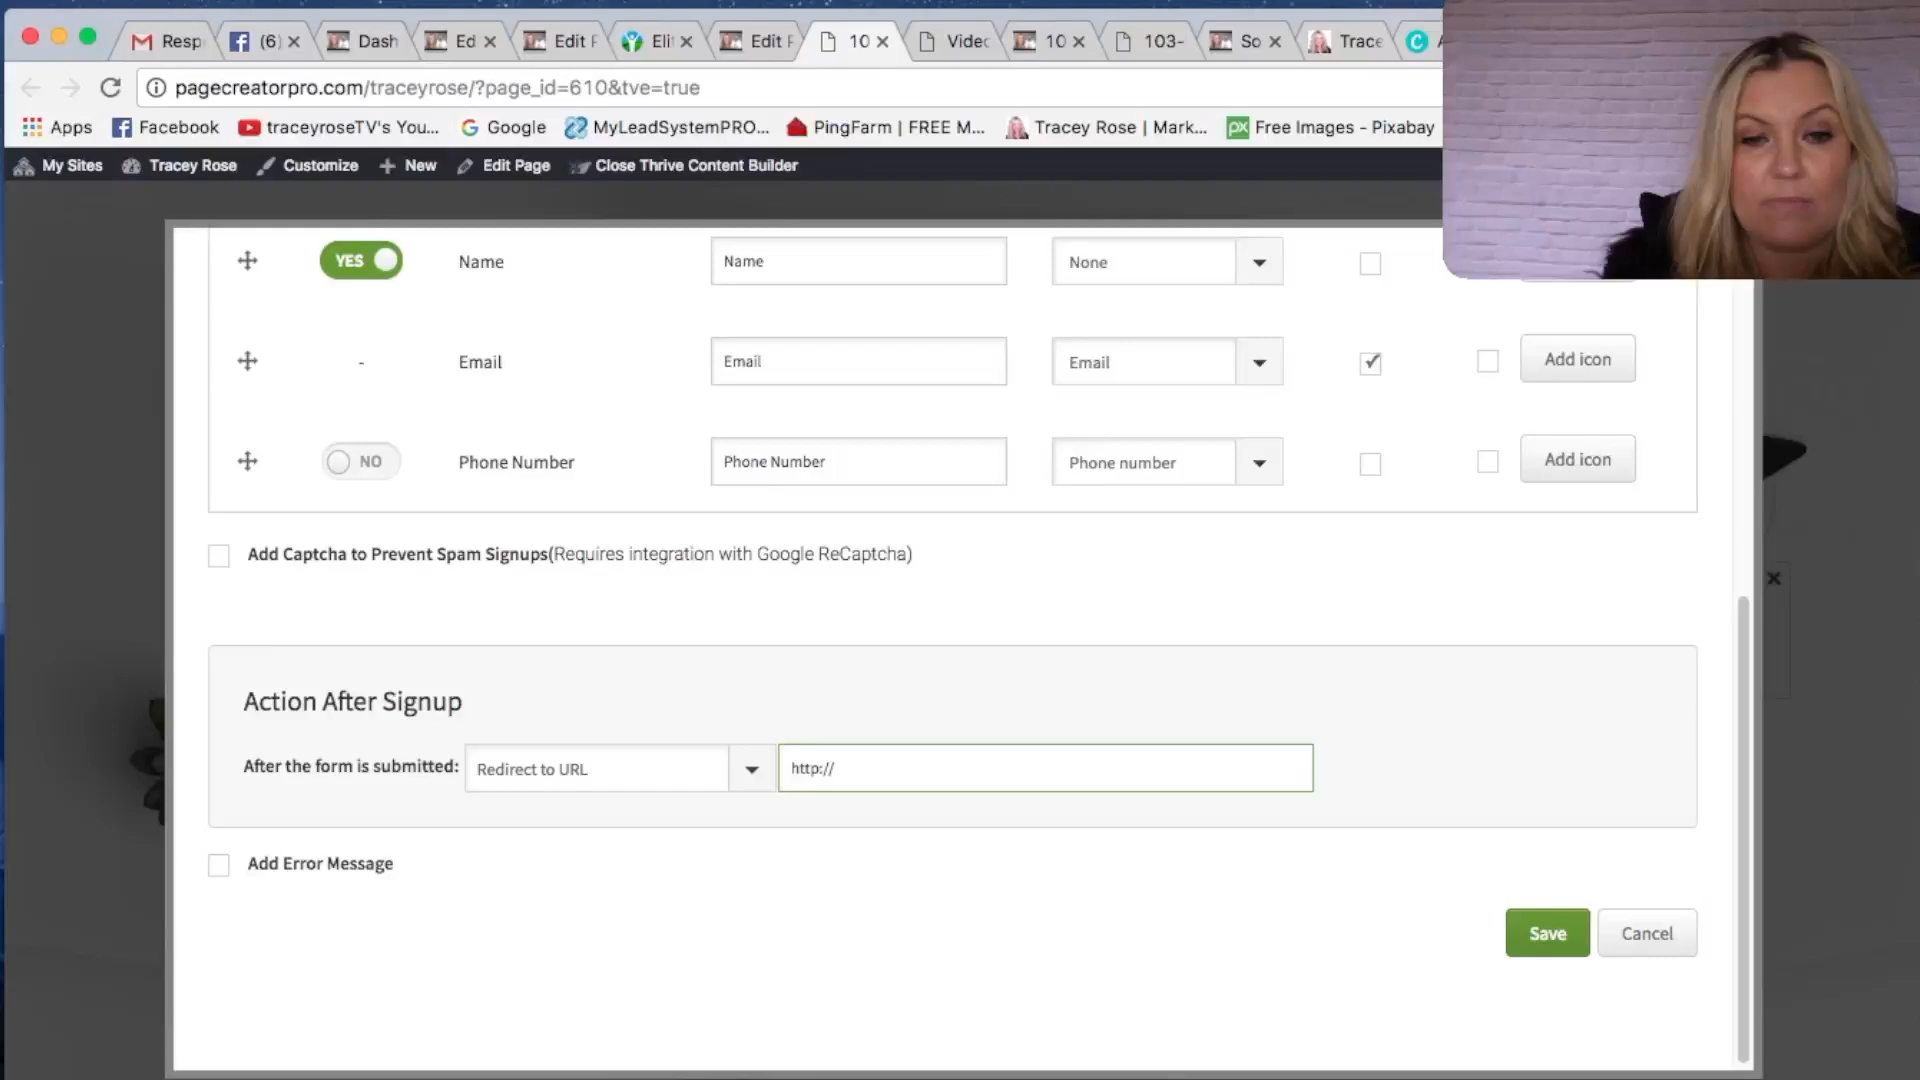 Resp
(6)
Dash
Ed
Edit F
Elit
Edit P
10
Videc
10
103-
So
Trace
pagecreatorpro.com/traceyrose/?page_id=610&tve=true
Apps
Facebook
traceyroseTV's You...
Google
MyLeadSystemPRO...
PingFarm | FREE M...
Tracey Rose | Mark...
px
Free Images - Pixabay
My Sites
Tracey Rose
Customize
New
Edit Page
Close Thrive Content Builder
YES
Name
Name
None
-
Email
Email
Email
Add icon
NO
Phone Number
Phone Number
Phone number
Add icon
Add Captcha to Prevent Spam Signups(Requires integration with Google ReCaptcha)
Action After Signup
After the form is submitted:
Redirect to URL
http://
Add Error Message
Save
Cancel